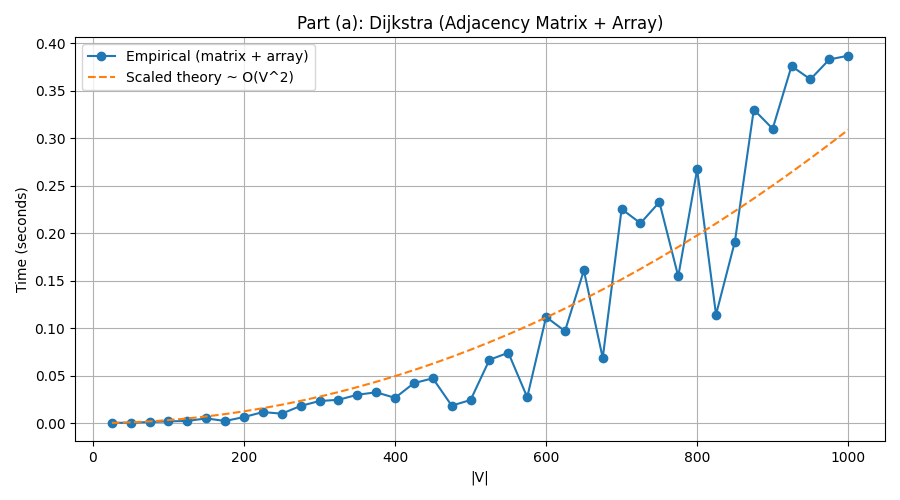 Part (a): Dijkstra (Adjacency Matrix + Array)
Empirical (matrix + array)
Scaled theory ~ O(V^2)
Time (seconds)
0.40
0.35
0.30
0.25
0.20
0.15
0.10
0.05
0.00
0 200 400 600 800 1000
|V|